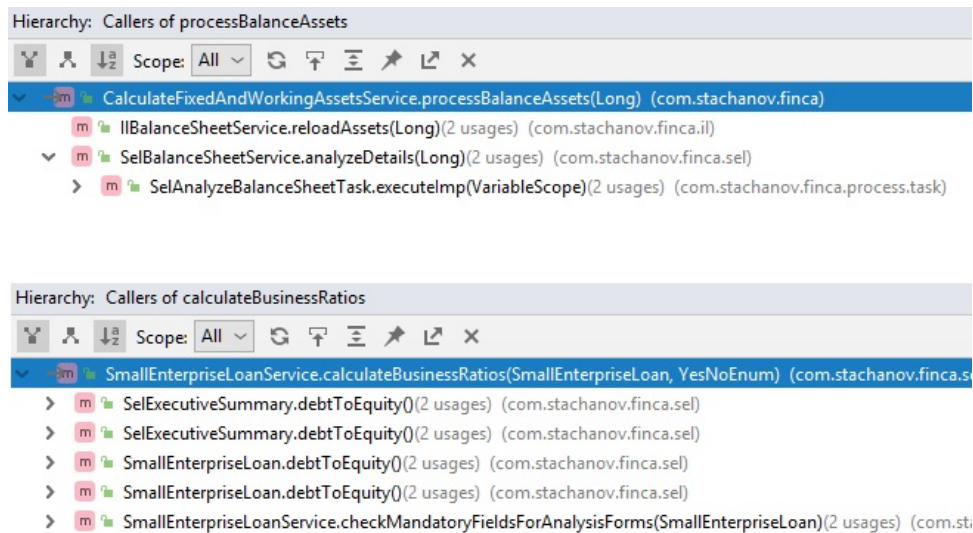 Hierarchy: Callers of processBalanceAssets
Scope: All
CalculateFixedAndWorkingAssetsService.processBalanceAssets(Long) (com.stachanov.finca)
IlBalanceSheetService.reloadAssets(Long)(2 usages) (com.stachanov.finca.il)
SelBalanceSheetService.analyzeDetails(Long)(2 usages) (com.stachanov.finca.sel)
SelAnalyzeBalanceSheetTask.executeImp(VariableScope)(2 usages) (com.stachanov.finca.process.task)
Hierarchy: Callers of calculateBusinessRatios
Scope: All
SmallEnterpriseLoanService.calculateBusinessRatios(SmallEnterpriseLoan, YesNoEnum) (com.stachanov.finca.se
SelExecutiveSummary.debtToEquity()(2 usages) (com.stachanov.finca.sel)
SelExecutiveSummary.debtToEquity()(2 usages) (com.stachanov.finca.sel)
SmallEnterpriseLoan.debtToEquity()(2 usages) (com.stachanov.finca.sel)
SmallEnterpriseLoan.debtToEquity()(2 usages) (com.stachanov.finca.sel)
SmallEnterpriseLoanService.checkMandatoryFieldsForAnalysisForms(SmallEnterpriseLoan)(2 usages) (com.sta